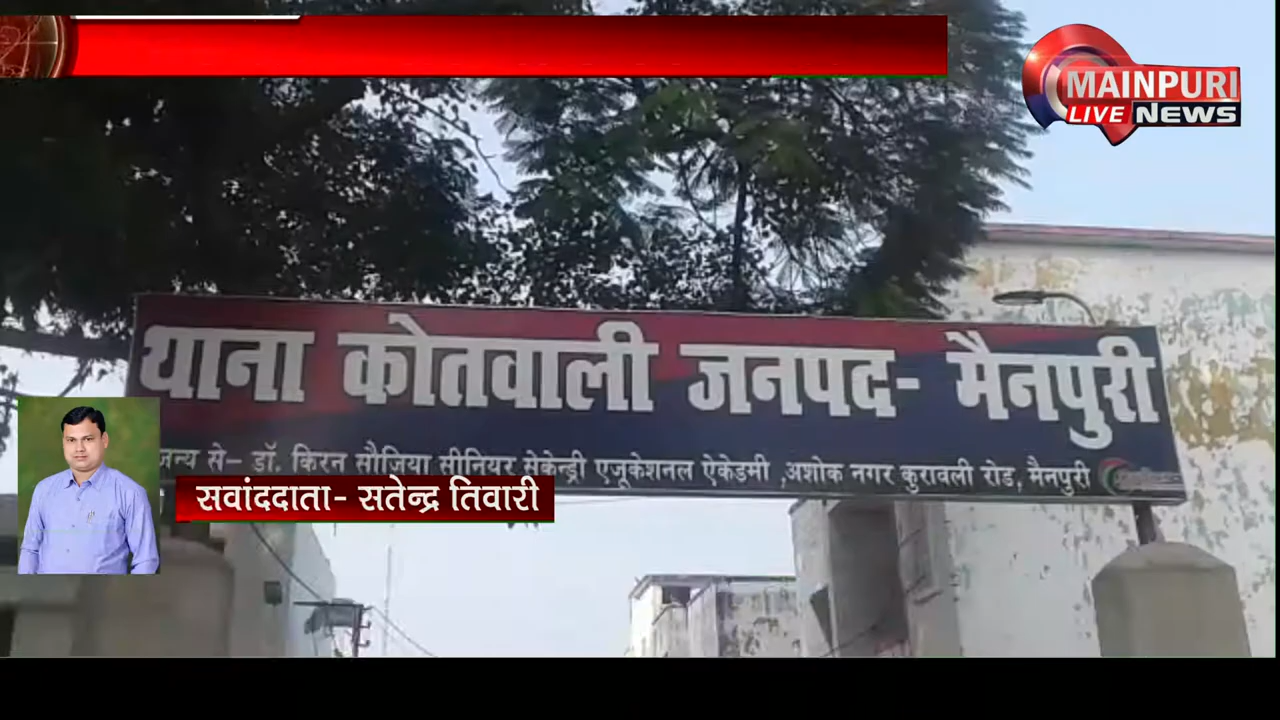 MAINPURI
LIVE NEWS
थाना कोतवाली जनपद- मैनपुरी
जन्य से– डॉ. किरन सौजिया सीनियर सेकेन्ड्री एजूकेशनल ऐकेडमी ,अशोक नगर कुरावली रोड, मैनपुरी
सवांददाता- सतेन्द्र तिवारी